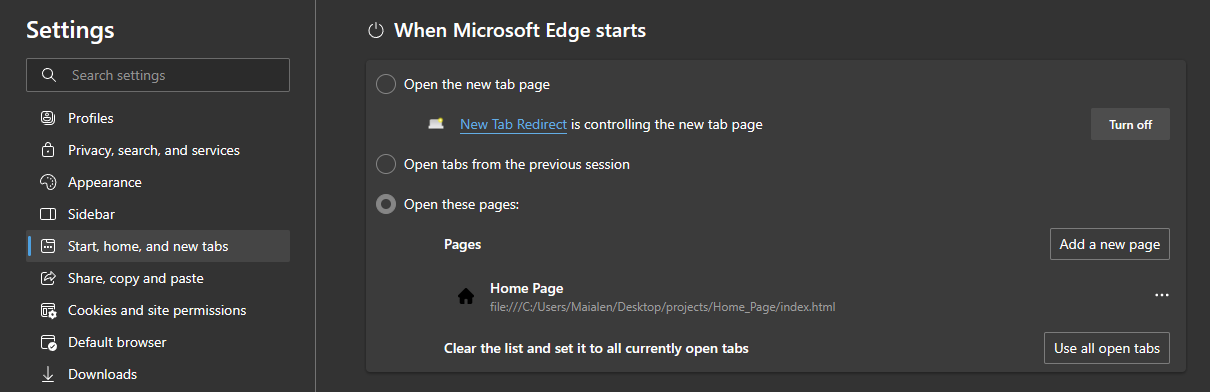 Settings
Search settings
Profiles
Privacy, search, and services
Appearance
Sidebar
Start, home, and new tabs
Share, copy and paste
Cookies and site permissions
Default browser
Downloads
When Microsoft Edge starts
Open the new tab page
New Tab Redirect is controlling the new tab page
Turn off
Open tabs from the previous session
Open these pages:
Pages
Add a new page
Home Page
file:///C:/Users/Maialen/Desktop/projects/Home_Page/index.html
Clear the list and set it to all currently open tabs
Use all open tabs